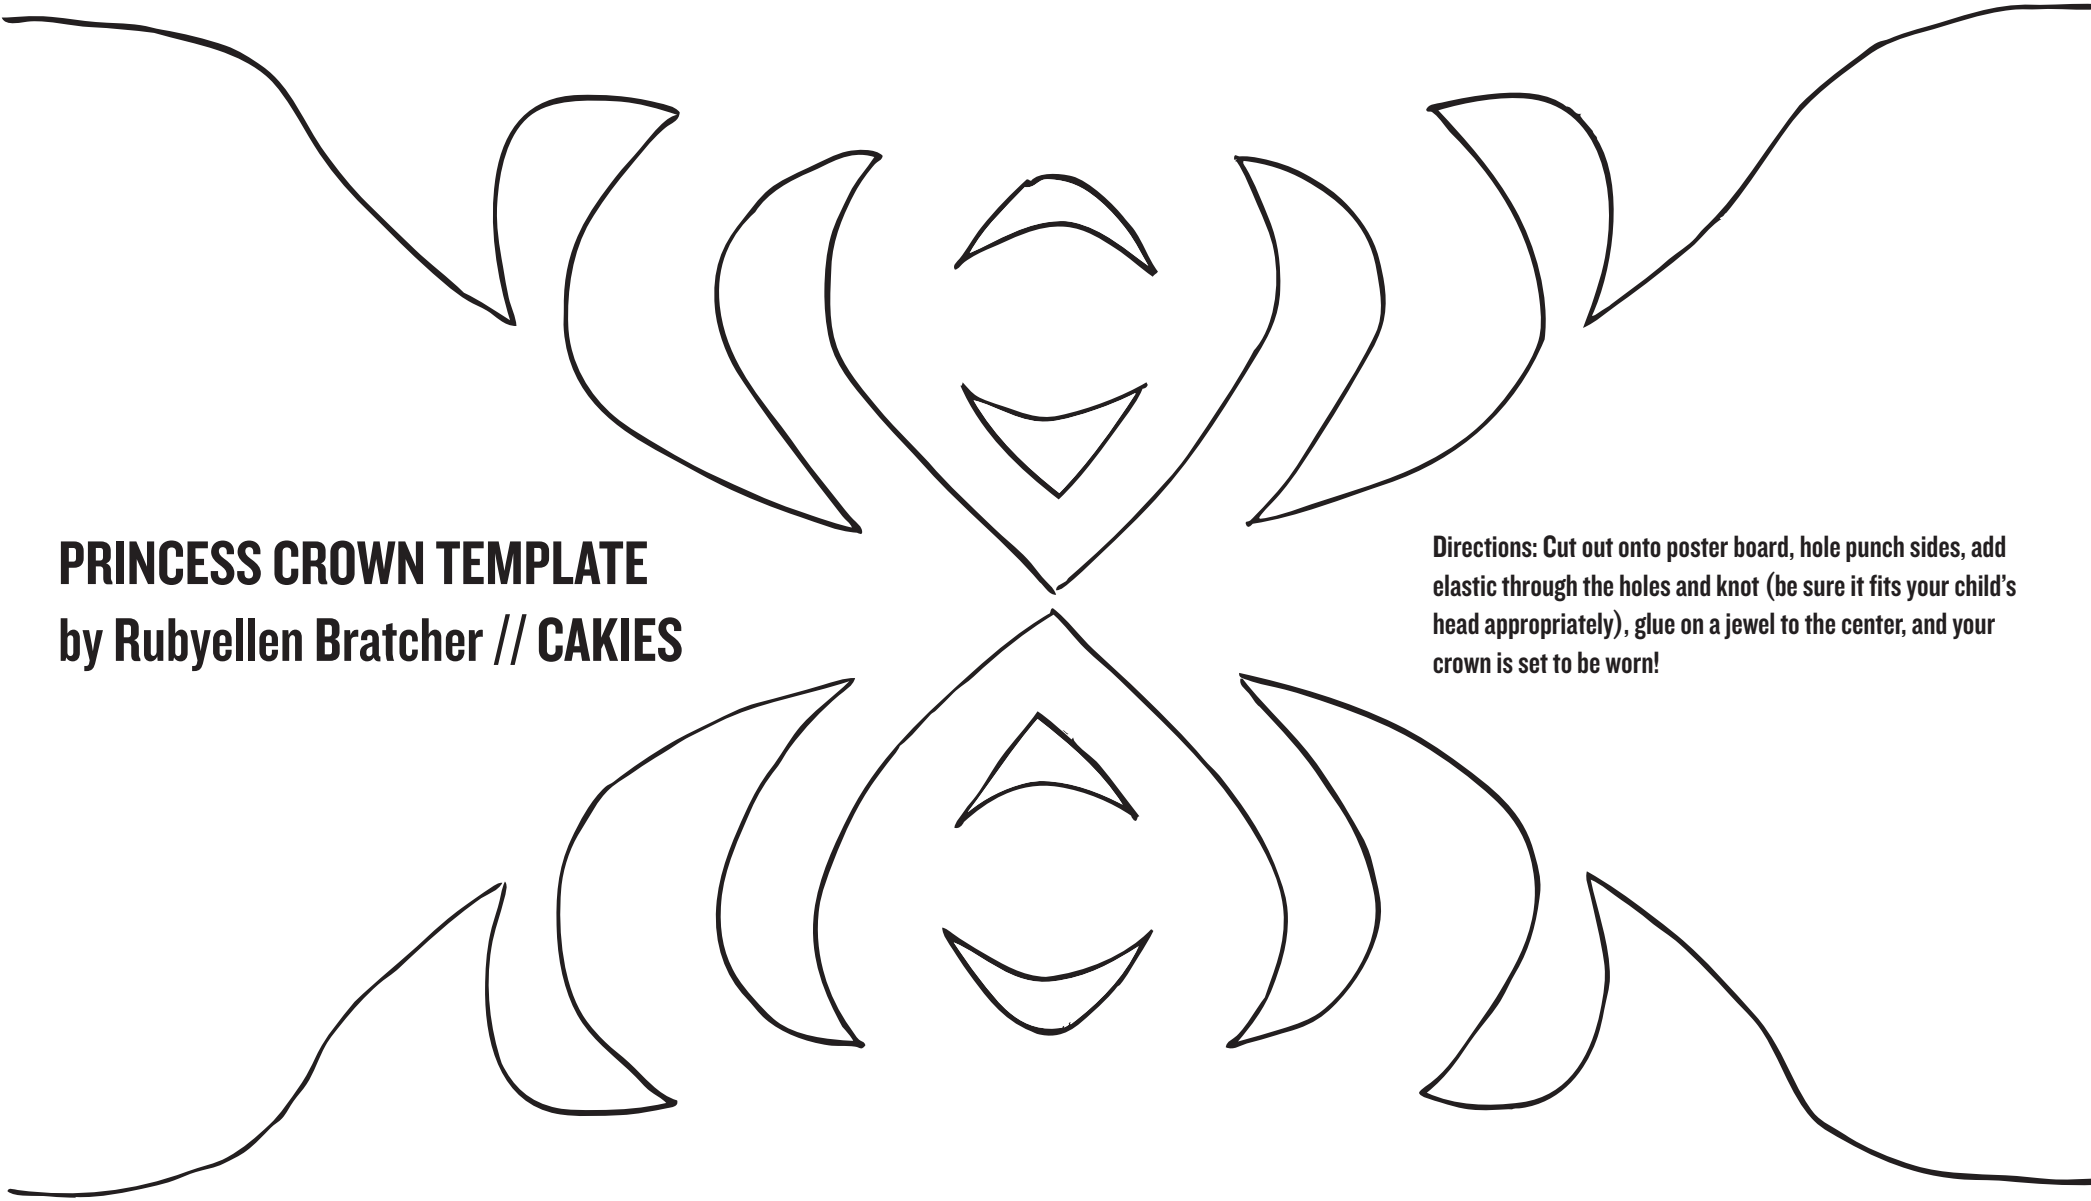 PRINCESS CROWN TEMPLATE
by Rubyellen Bratcher // CAKIES
Directions: Cut out onto poster board, hole punch sides, add
elastic through the holes and knot (be sure it fits your child’s
head appropriately), glue on a jewel to the center, and your
crown is set to be worn!